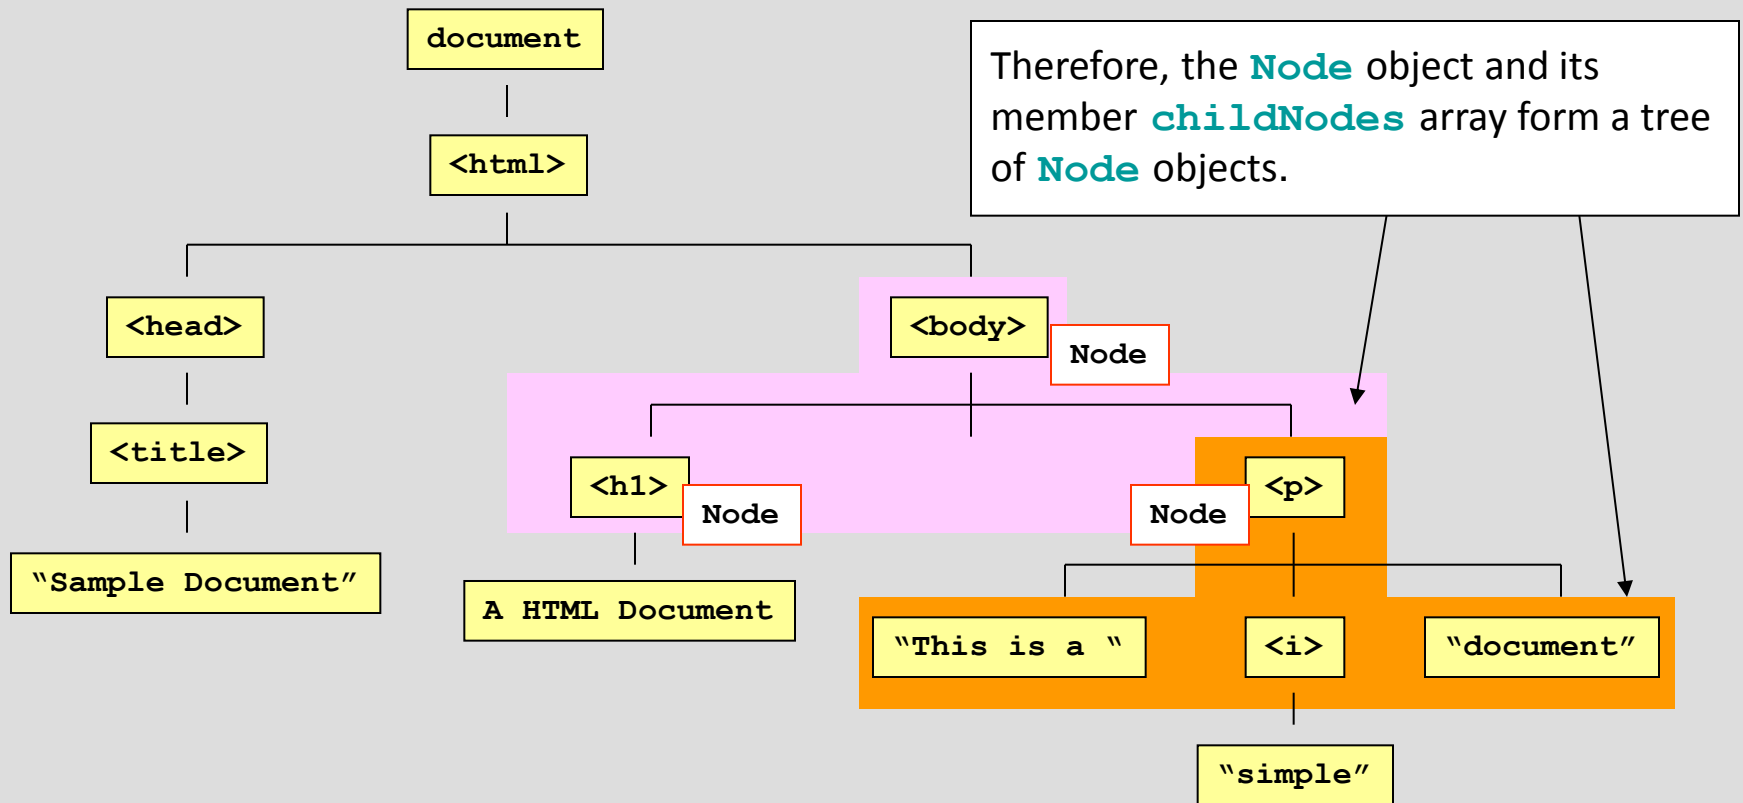 document
Therefore, the Node object and its
member childNodes array form a tree
of Node objects.
<html>
<head>
<body>
Node
<title>
<h1>
Node
<p>
Node
“Sample Document”
A HTML Document
“This is a “
<i>
“document”
“simple”